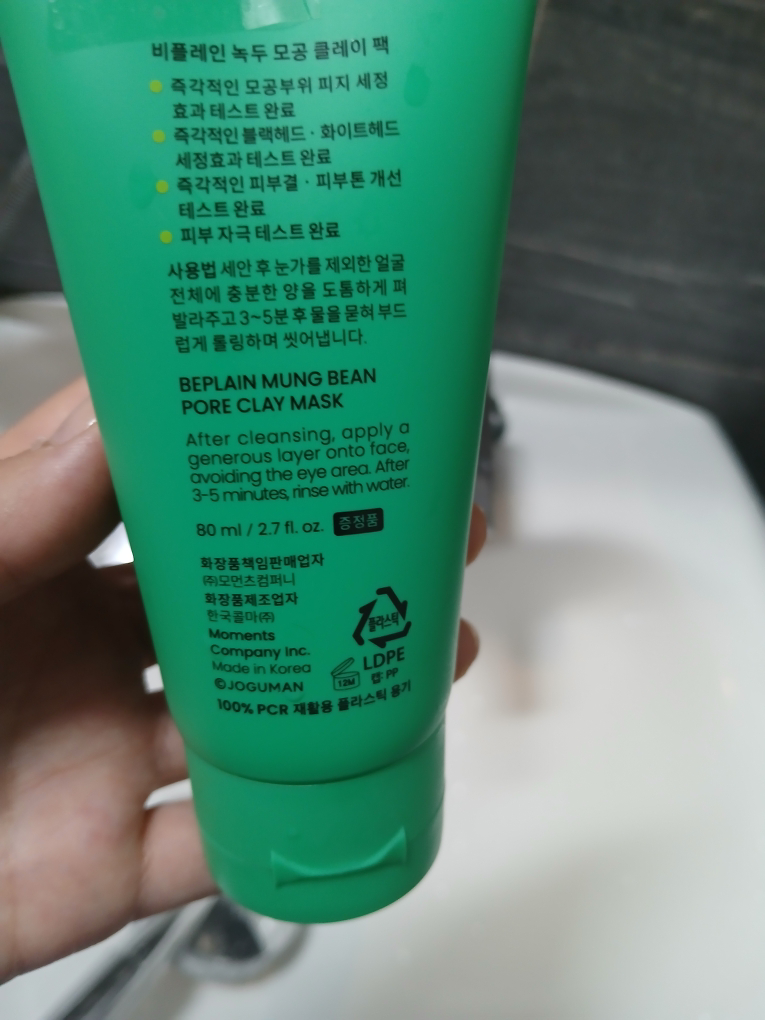 비플레인 녹두 모공 클레이 팩
즉각적인 모공부위 피지 세정
효과 테스트 완료
즉각적인 블랙헤드 · 화이트헤드
세정효과 테스트 완료
즉각적인 피부결 · 피부톤 개선
테스트 완료
피부 자극 테스트 완료
사용법 세안 후 눈가를 제외한 얼굴
전체에 충분한 양을 도톰하게 펴
발라주고 3~5분 후 물을 묻혀 부드
럽게 롤링하며 씻어냅니다.
BEPLAIN MUNG BEAN
PORE CLAY MASK
After cleansing, apply a
generous layer onto face,
avoiding the eye area. After
3-5 minutes, rinse with water.
80 ml / 2.7 fl. oz. 증정품
화장품책임판매업자
㈜모먼츠컴퍼니
화장품제조업자
한국콜마㈜
Moments
Company Inc.
Made in Korea
©JOGUMAN
플라스틱
LDPE
캡: PP
12M
100% PCR 재활용 플라스틱 용기